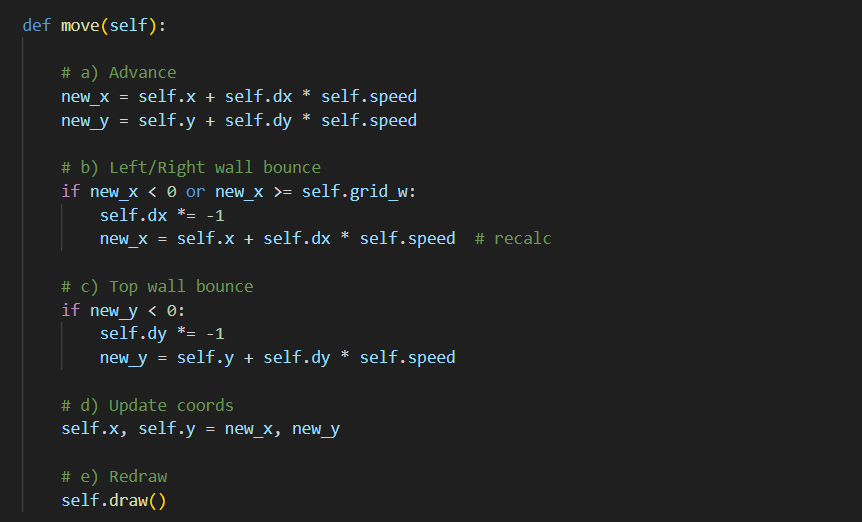 def move(self):
# a) Advance
new_x = self.x + self.dx * self.speed
new_y = self.y + self.dy * self.speed
# b) Left/Right wall bounce
if new_x < 0 or new_x >= self.grid_w:
self.dx *= -1
new_x = self.x + self.dx * self.speed  # recalc
# c) Top wall bounce
if new_y < 0:
self.dy *= -1
new_y = self.y + self.dy * self.speed
# d) Update coords
self.x, self.y = new_x, new_y
# e) Redraw
self.draw()